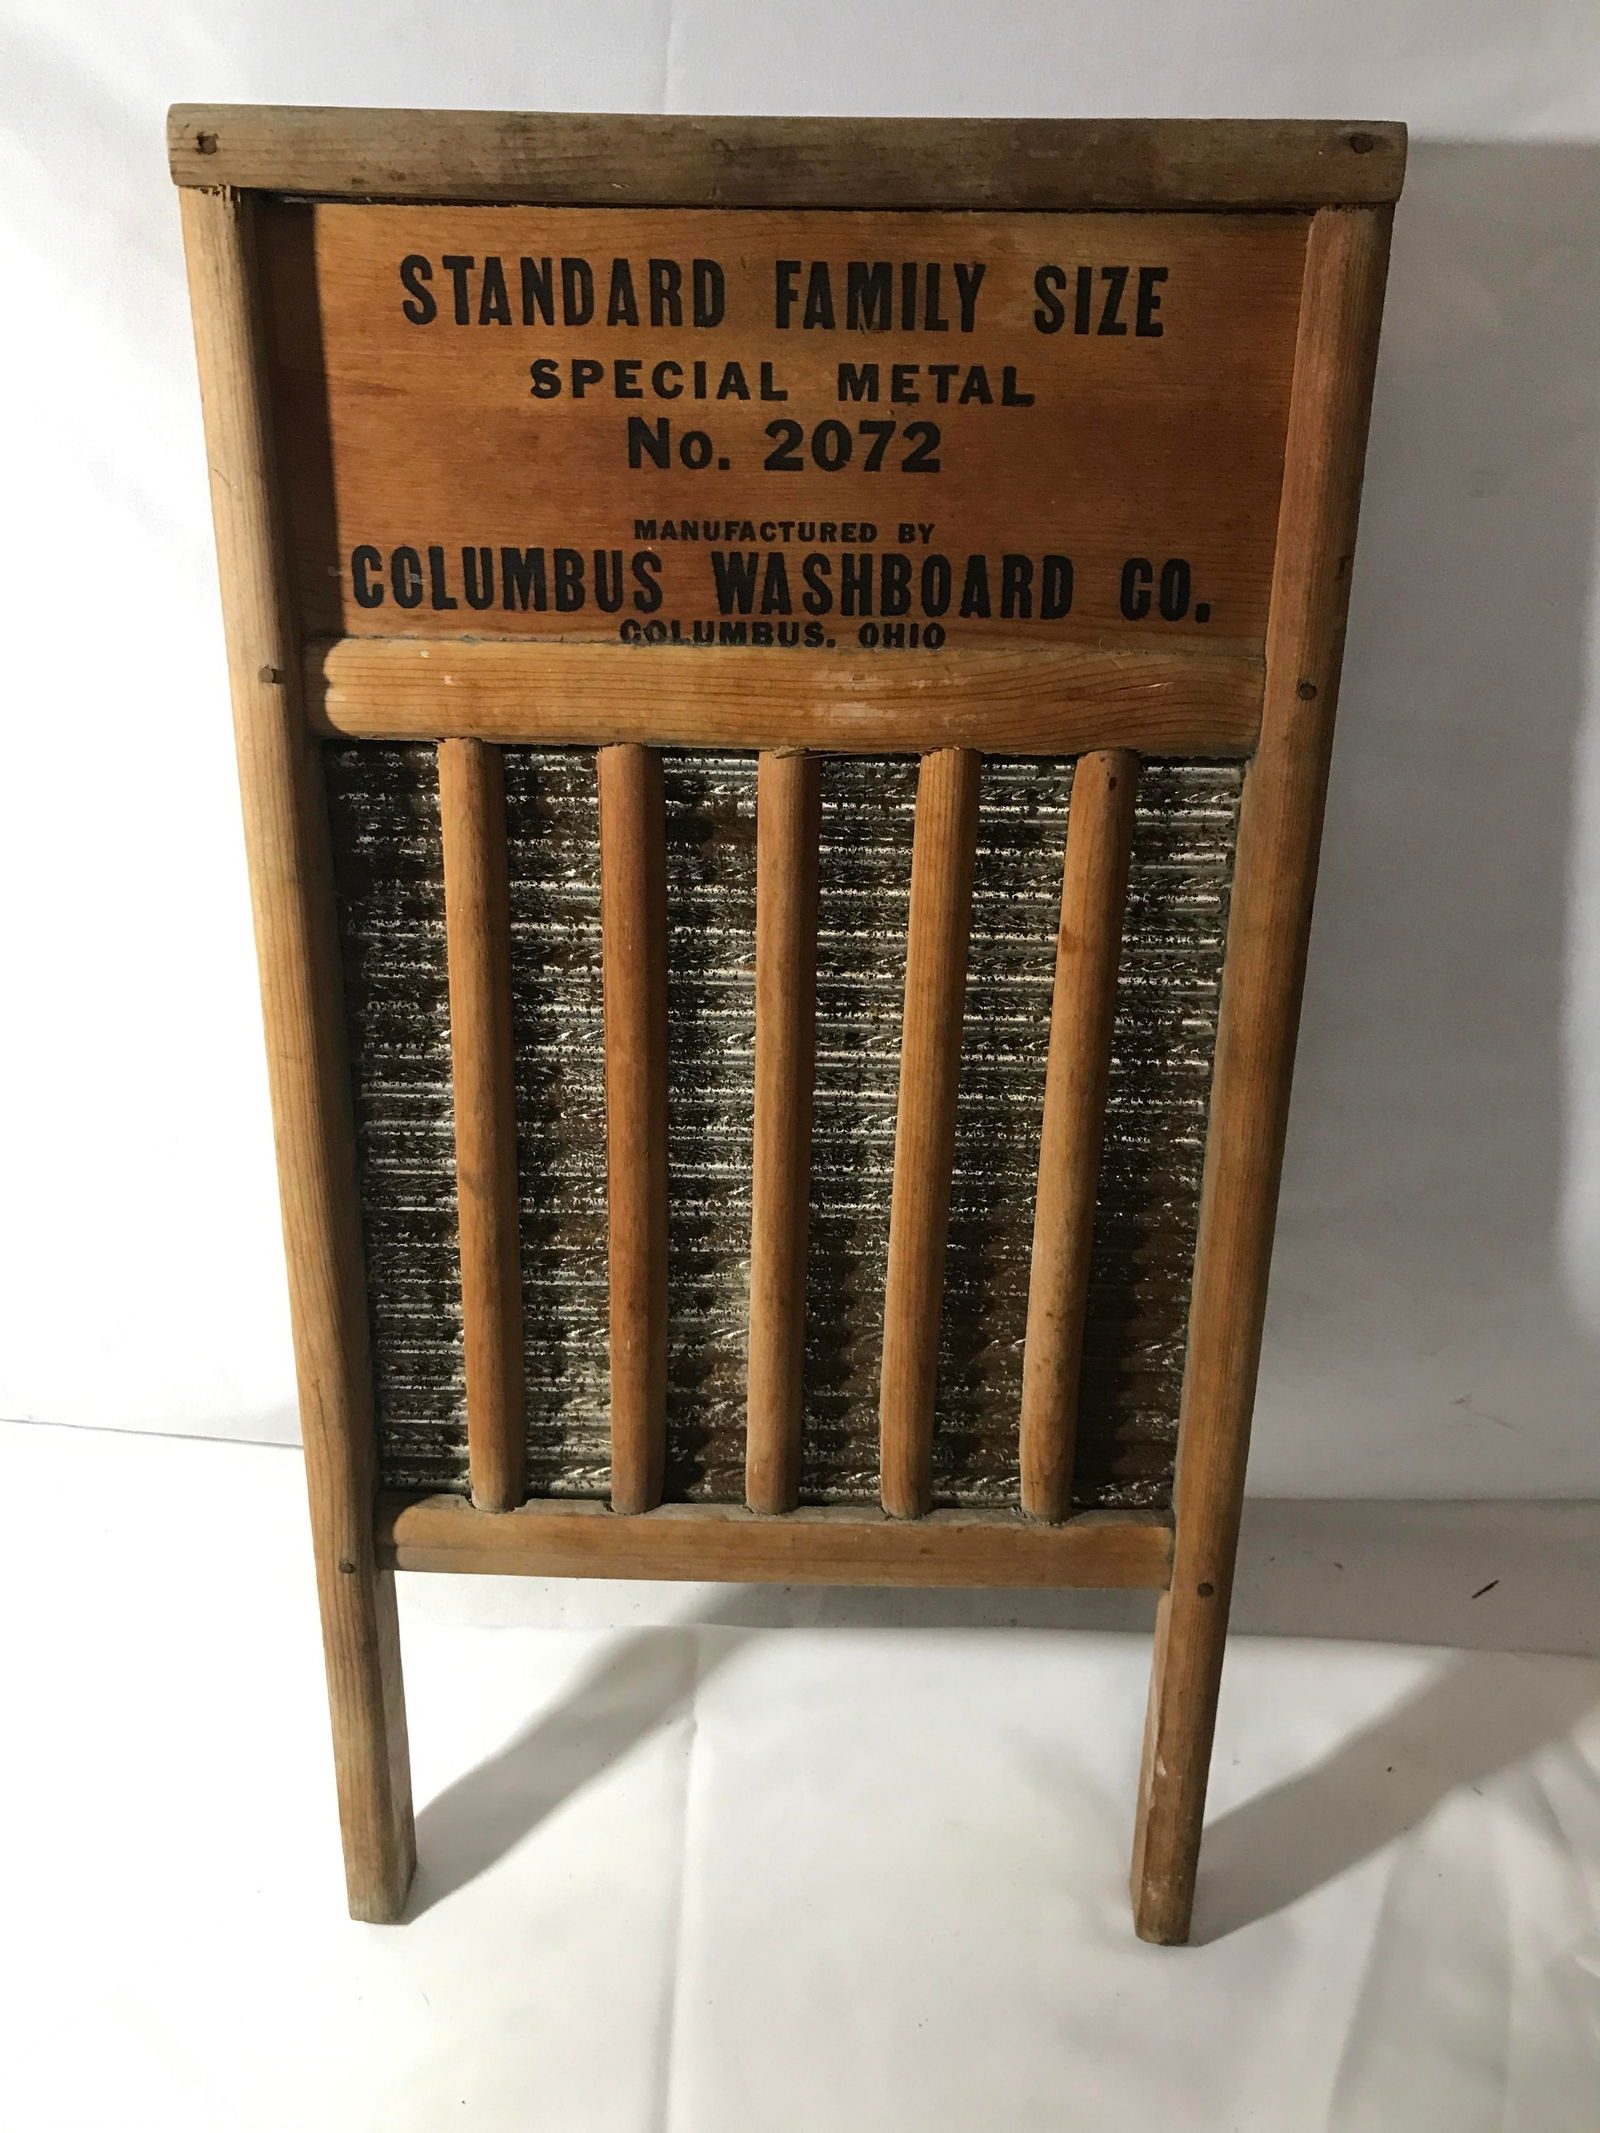 STANDARD FAMILY SIZE
SPECIAL METAL
No. 2072
MANUFACTURED BY
COLUMBUS WASHBOARD CO.
COLUMBUS, OHIO